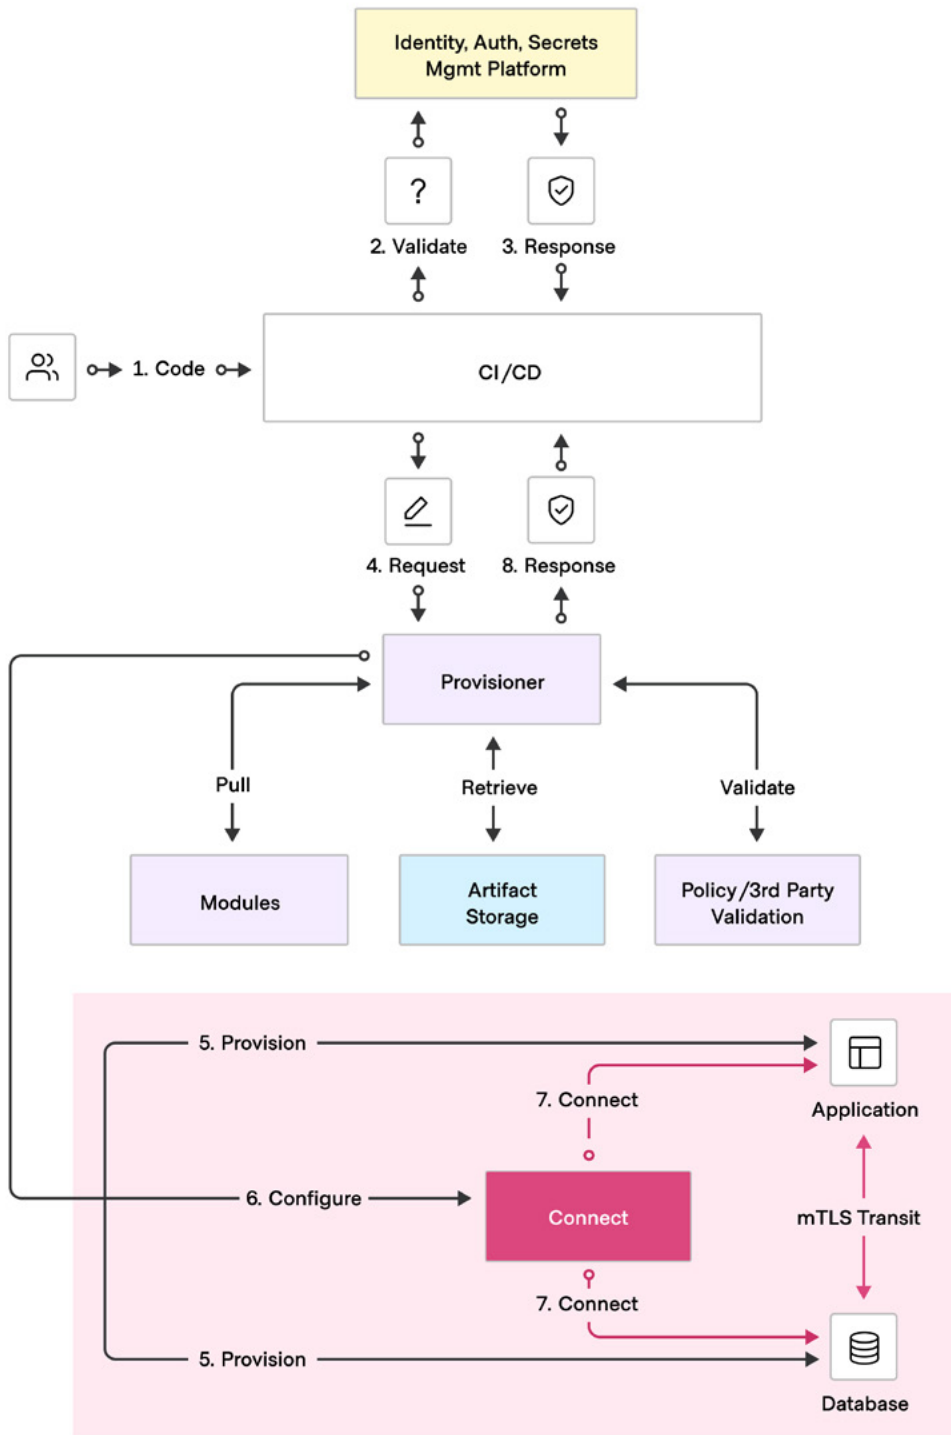 Identity, Auth, Secrets
Mgmt Platform
?
2. Validate
3. Response
1. Code
CI/CD
4. Request
8. Response
Provisioner
Pull
Retrieve
Validate
Modules
Artifact
Storage
Policy/3rd Party
Validation
5. Provision
7. Connect
Application
6. Configure
Connect
mTLS Transit
7. Connect
5. Provision
Database